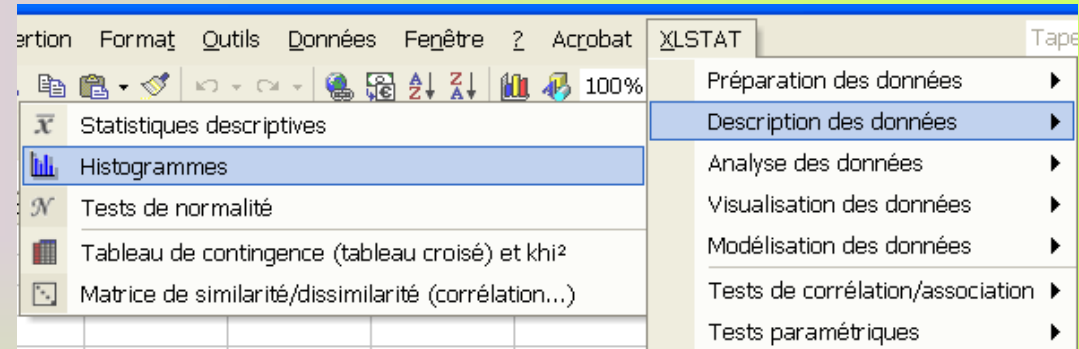 ertion Format Outils Données Fenêtre ? Acrobat XLSTAT Tape
100%
Statistiques descriptives
Histogrammes
Tests de normalité
Tableau de contingence (tableau croisé) et khi²
Matrice de similarité/dissimilarité (corrélation...)
Préparation des données
Description des données
Analyse des données
Visualisation des données
Modélisation des données
Tests de corrélation/association
Tests paramétriques